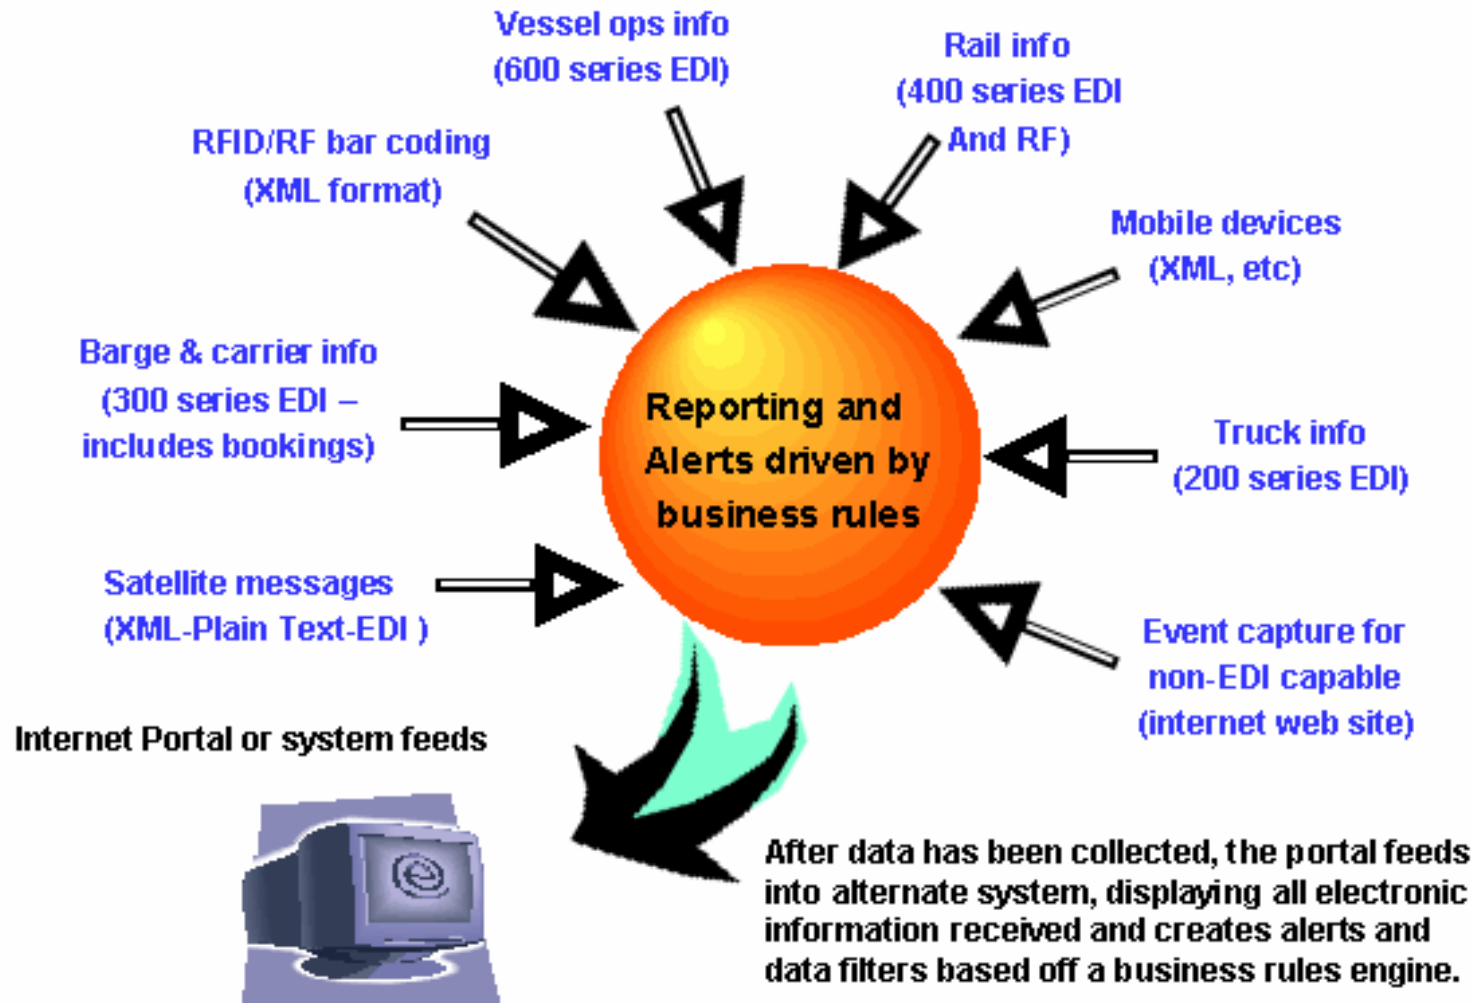 Vessel ops info
(600 series EDI)
Rail info
(400 series EDI
And RF)
RFID/RF bar coding
(XML format)
Mobile devices
(XML, etc)
Barge & carrier info
(300 series EDI –
includes bookings)
Reporting and
Alerts driven by
business rules
Truck info
(200 series EDI)
Satellite messages
(XML-Plain Text-EDI )
Event capture for
non-EDI capable
(internet web site)
Internet Portal or system feeds
After data has been collected, the portal feeds
into alternate system, displaying all electronic
information received and creates alerts and
data filters based off a business rules engine.